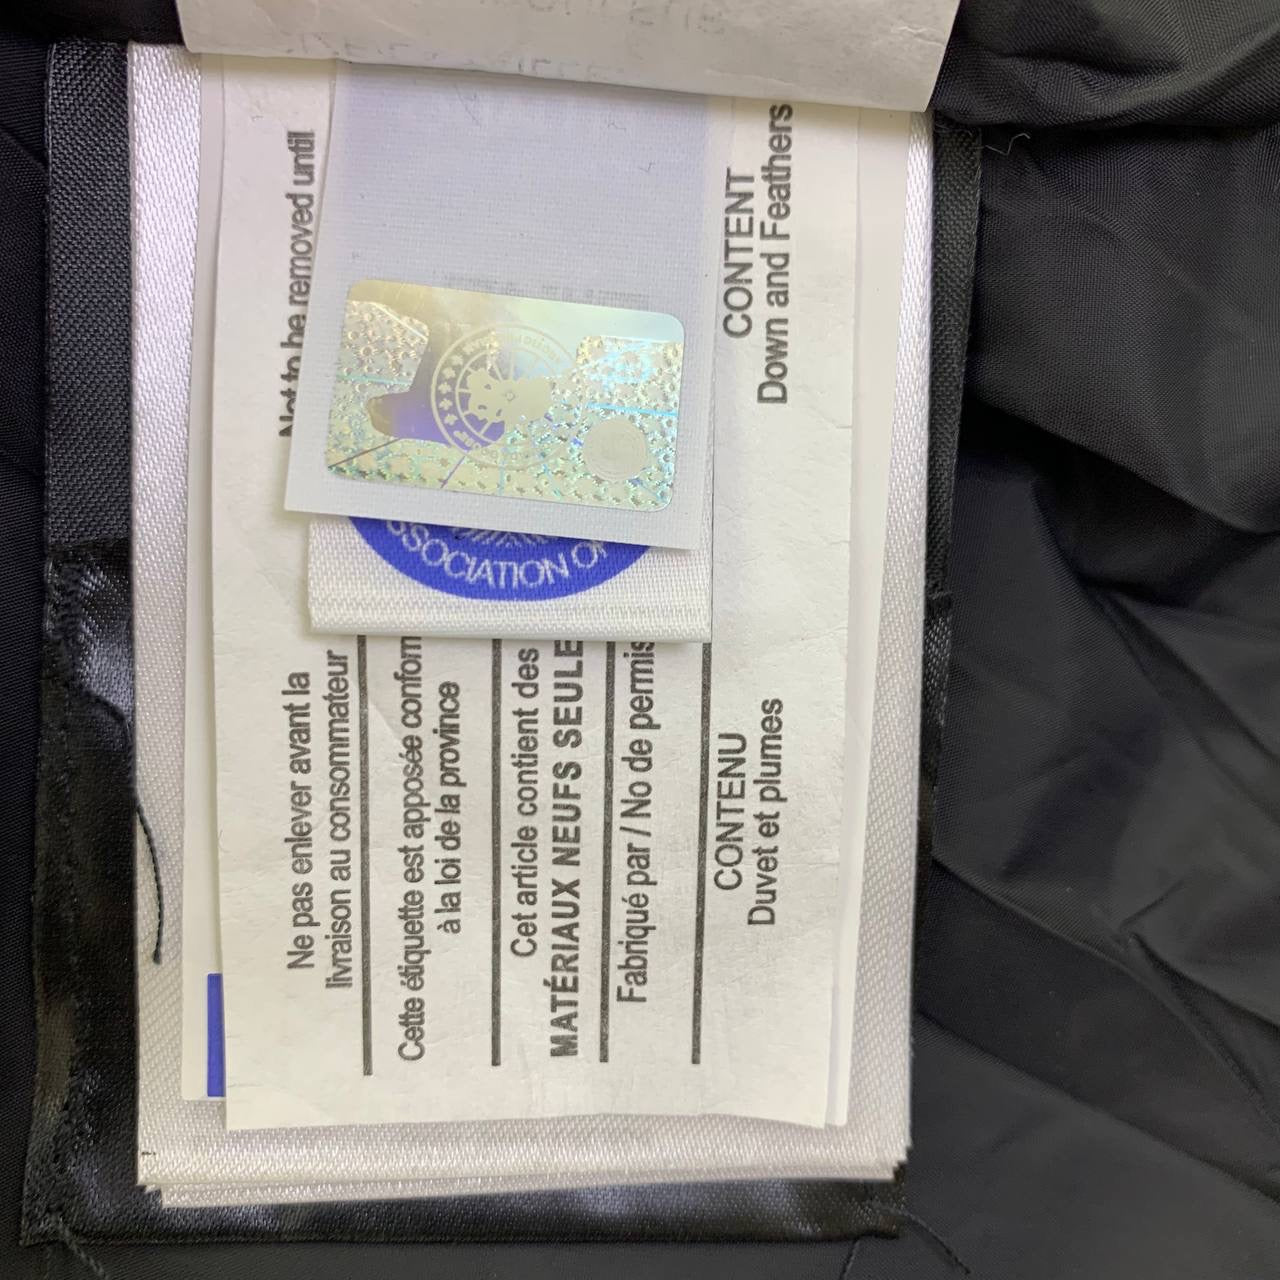 Not to be removed until
CONTENT
Down and Feathers
SSOCIATION OF
Ne pas enlever avant la
livraison au consommateur
Cette étiquette est apposée conform
à la loi de la province
Cet article contient des
MATÉRIAUX NEUFS SEULE
Fabriqué par / No de permis
CONTENU
Duvet et plumes